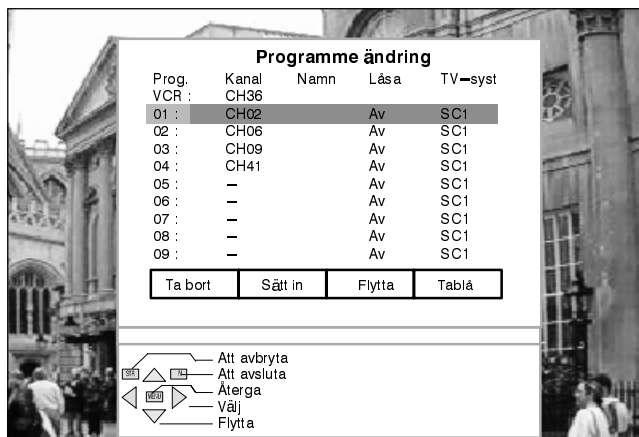 Programme ändring
Prog. Kanal Namn Låsa TV-syst
VCR : CH36
01 : CH02 Av SC1
02 : CH06 Av SC1
03 : CH09 Av SC1
04 : CH41 Av SC1
05 : – Av SC1
06 : – Av SC1
07 : – Av SC1
08 : – Av SC1
09 : – Av SC1
Ta bort Sätt in Flytta Tablå
Att avbryta
STR N Att avsluta
Återga
MENU Välj
Flytta